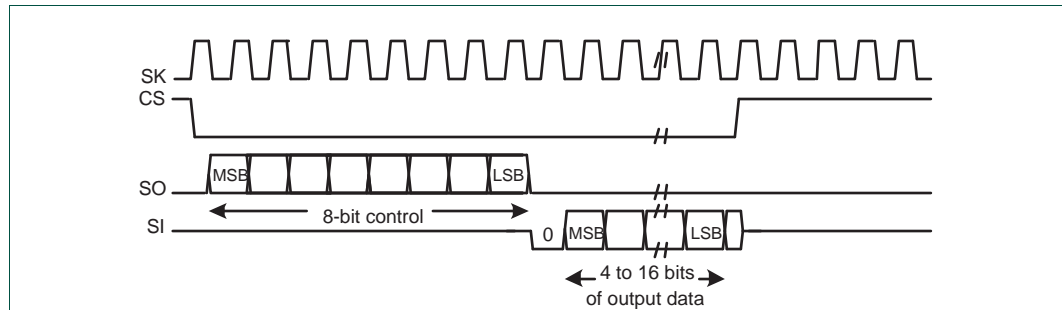 SK
CS
SO
MSB
LSB
8-bit control
SI
0
MSB
LSB
4 to 16 bits
of output data